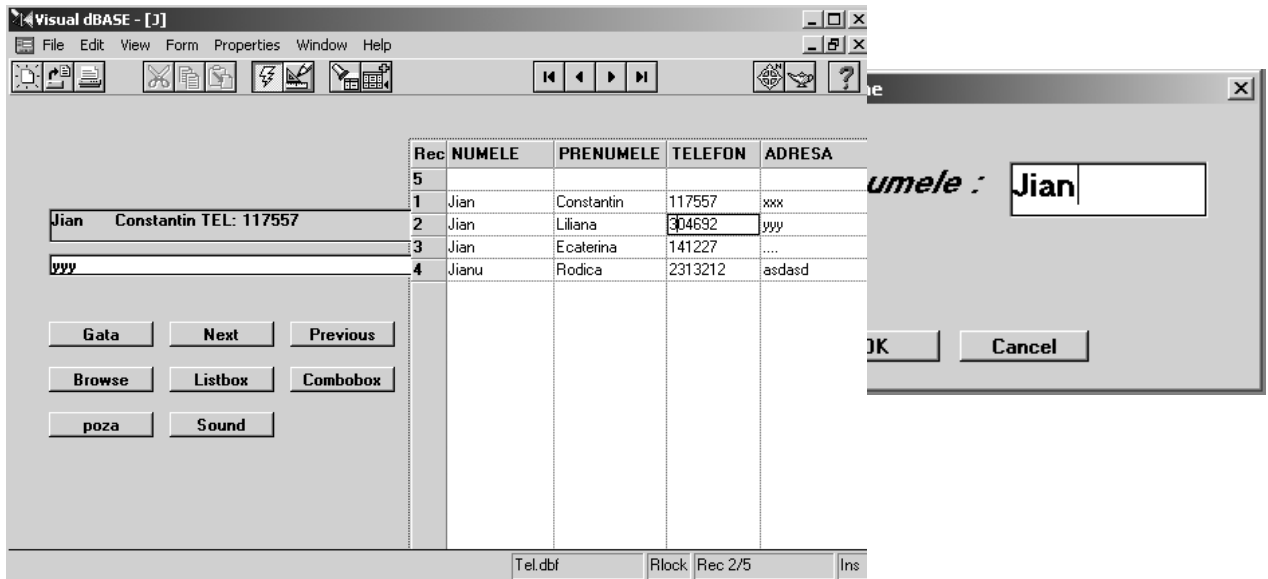 Visual dBASE - [J]
File Edit View Form Properties Window Help
Rec NUMELE PRENUMELE TELEFON ADRESA
5
1 Jian Constantin 117557 xxx
2 Jian Liliana 304692 yyy
3 Jian Ecaterina 141227 ....
4 Jianu Rodica 2313212 asdasd
Jian Constantin TEL: 117557
yyy
Gata Next Previous
Browse Listbox Combobox
poza Sound
Tel.dbf Rlock Rec 2/5 Ins
umele : Jian
Cancel